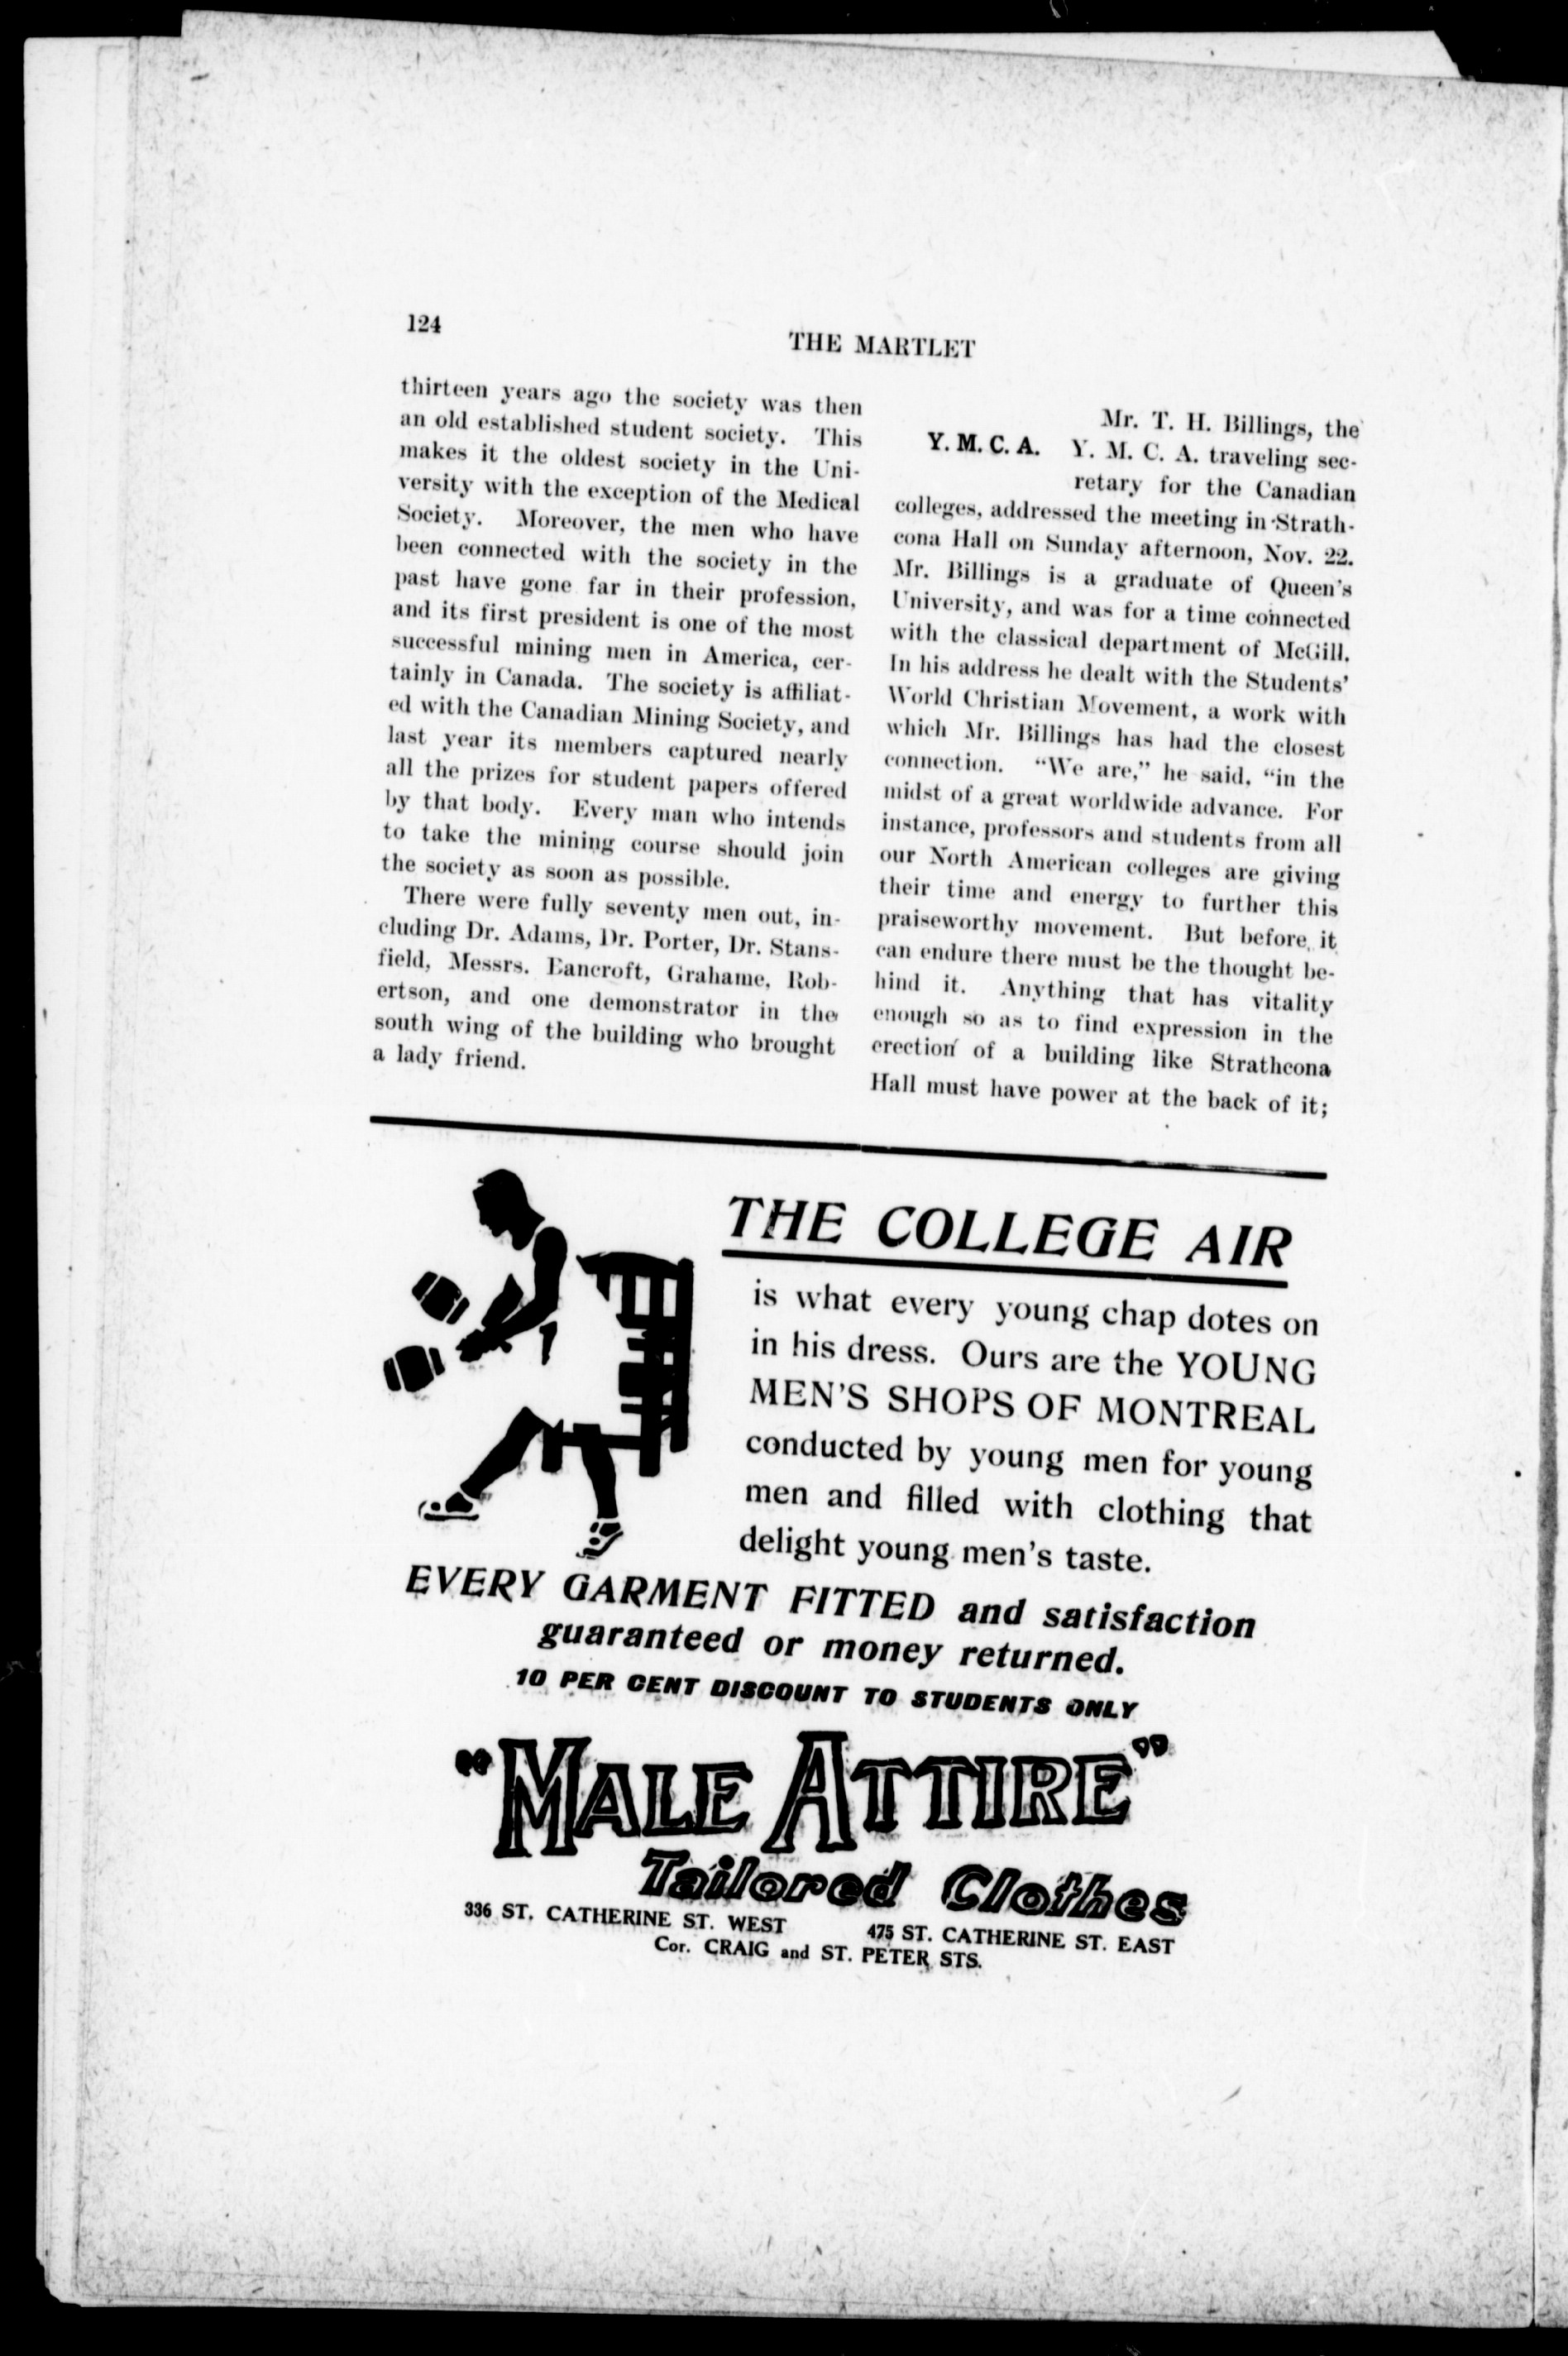 124
THE MARTLET
thirteen years ago the society was then
an old established student society. This
makes it the oldest society in the Uni-
versity with the exception of the Medical
Society. Moreover, the men who have
been connected with the society in the
past have gone far in their profession,
and its first president is one of the most
successful mining men in America, cer-
tainly in Canada. The society is affiliat-
ed with the Canadian Mining Society, and
last year its members captured nearly
all the prizes for student papers offered
by that body. Every man who intends
to take the mining course should join
the society as soon as possible.
There were fully seventy men out, in-
cluding Dr. Adams, Dr. Porter, Dr. Stans-
field, Messrs. Bancroft, Grahame, Rob-
ertson, and one demonstrator in the
south wing of the building who brought
a lady friend.
Mr. T. H. Billings, the
Y. M. C. A. Y. M. C. A. traveling sec-
retary for the Canadian
colleges, addressed the meeting in Strath-
cona Hall on Sunday afternoon, Nov. 22.
Mr. Billings is a graduate of Queen's
University, and was for a time connected
with the classical department of McGill.
In his address he dealt with the Students'
World Christian Movement, a work with
which Mr. Billings has had the closest
connection. "We are," he said, "in the
midst of a great worldwide advance. For
instance, professors and students from all
our North American colleges are giving
their time and energy to further this
praiseworthy movement. But before it
can endure there must be the thought be-
hind it. Anything that has vitality
enough so as to find expression in the
erection of a building like Strathcona
Hall must have power at the back of it;
THE COLLEGE AIR
is what every young chap dotes on
in his dress. Ours are the YOUNG
MEN'S SHOPS OF MONTREAL
conducted by young men for young
men and filled with clothing that
delight young men's taste.
EVERY GARMENT FITTED and satisfaction
guaranteed or money returned.
10 PER CENT DISCOUNT TO STUDENTS ONLY
"MALE ATTIRE"
Tailored Clothes
336 ST. CATHERINE ST. WEST 475 ST. CATHERINE ST. EAST
Cor. CRAIG and ST. PETER STS.